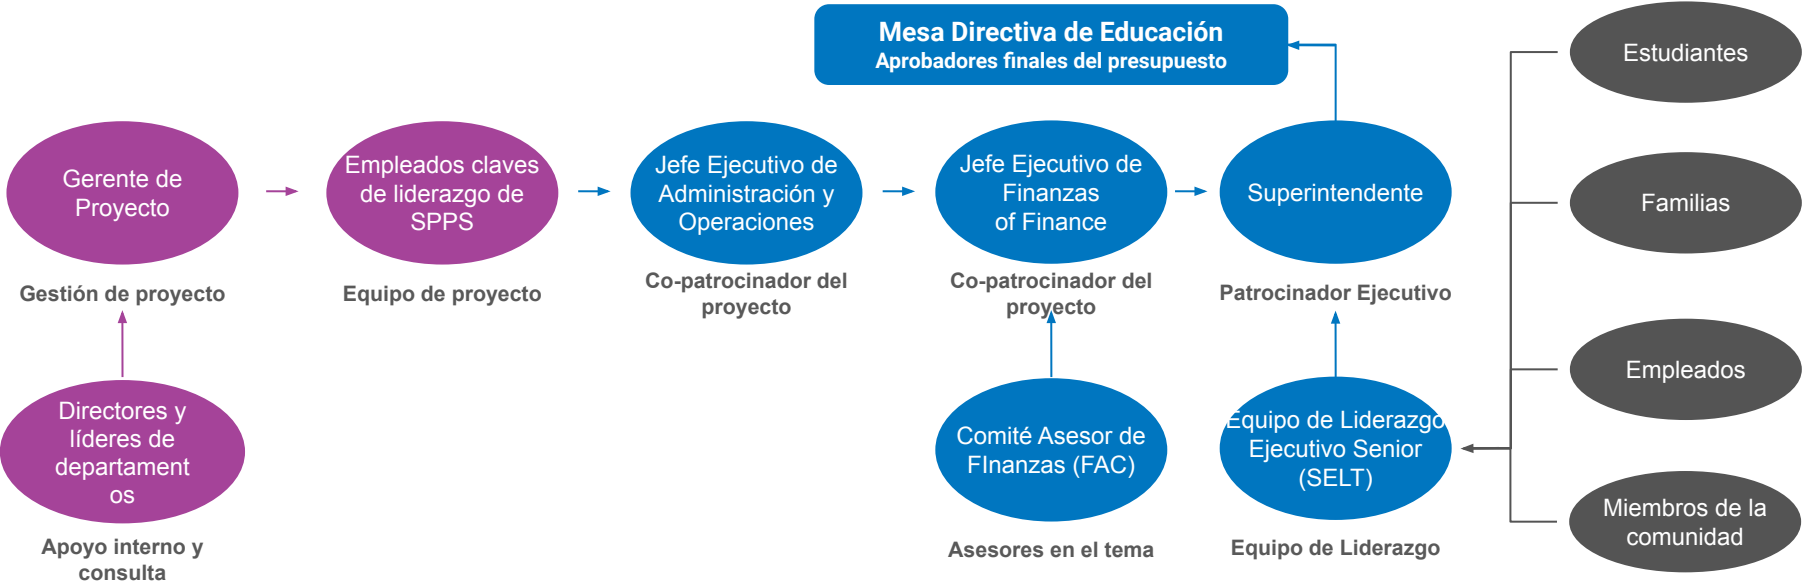 Mesa Directiva de Educación
Aprobadores finales del presupuesto
Gerente de
Proyecto
Gestión de proyecto
Empleados claves
de liderazgo de
SPPS
Equipo de proyecto
Jefe Ejecutivo de
Administración y
Operaciones
Co-patrocinador del
proyecto
Jefe Ejecutivo de
Finanzas
of Finance
Co-patrocinador del
proyecto
Superintendente
Patrocinador Ejecutivo
Directores y
líderes de
departament
os
Apoyo interno y
consulta
Comité Asesor de
FInanzas (FAC)
Asesores en el tema
Equipo de Liderazgo
Ejecutivo Senior
(SELT)
Equipo de Liderazgo
Estudiantes
Familias
Empleados
Miembros de la
comunidad